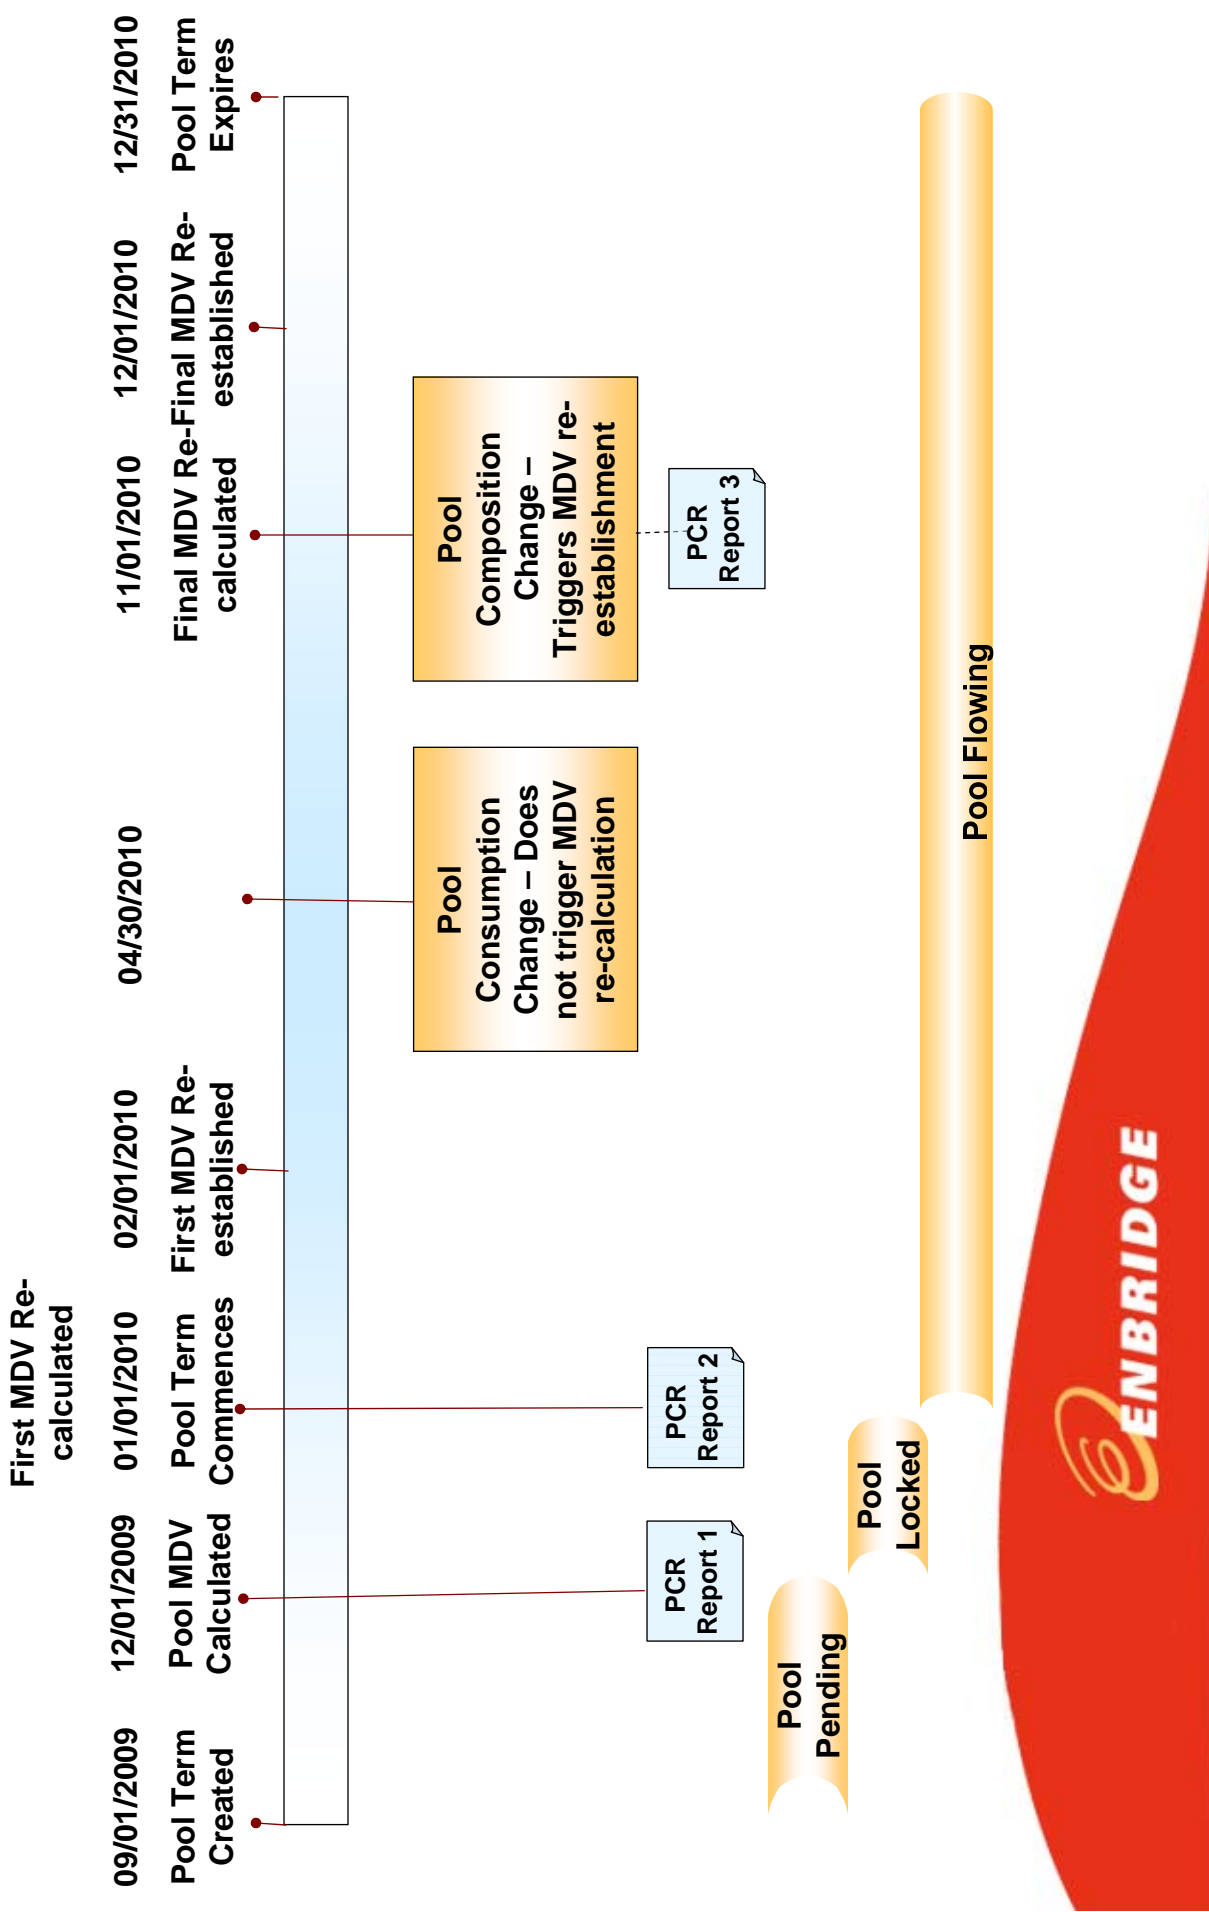 First MDV Re-
calculated
09/01/2009
12/01/2009
01/01/2010
02/01/2010
04/30/2010
11/01/2010
12/01/2010
12/31/2010
Pool Term
Created
Pool MDV
Calculated
Pool Term
Commences
First MDV Re-
established
Final MDV Re-
calculated
Final MDV Re-
established
Pool Term
Expires
Pool
Consumption
Change – Does
not trigger MDV
re-calculation
Pool
Composition
Change –
Triggers MDV re-
establishment
PCR
Report 1
PCR
Report 2
PCR
Report 3
Pool
Pending
Pool
Locked
Pool Flowing
ENBRIDGE